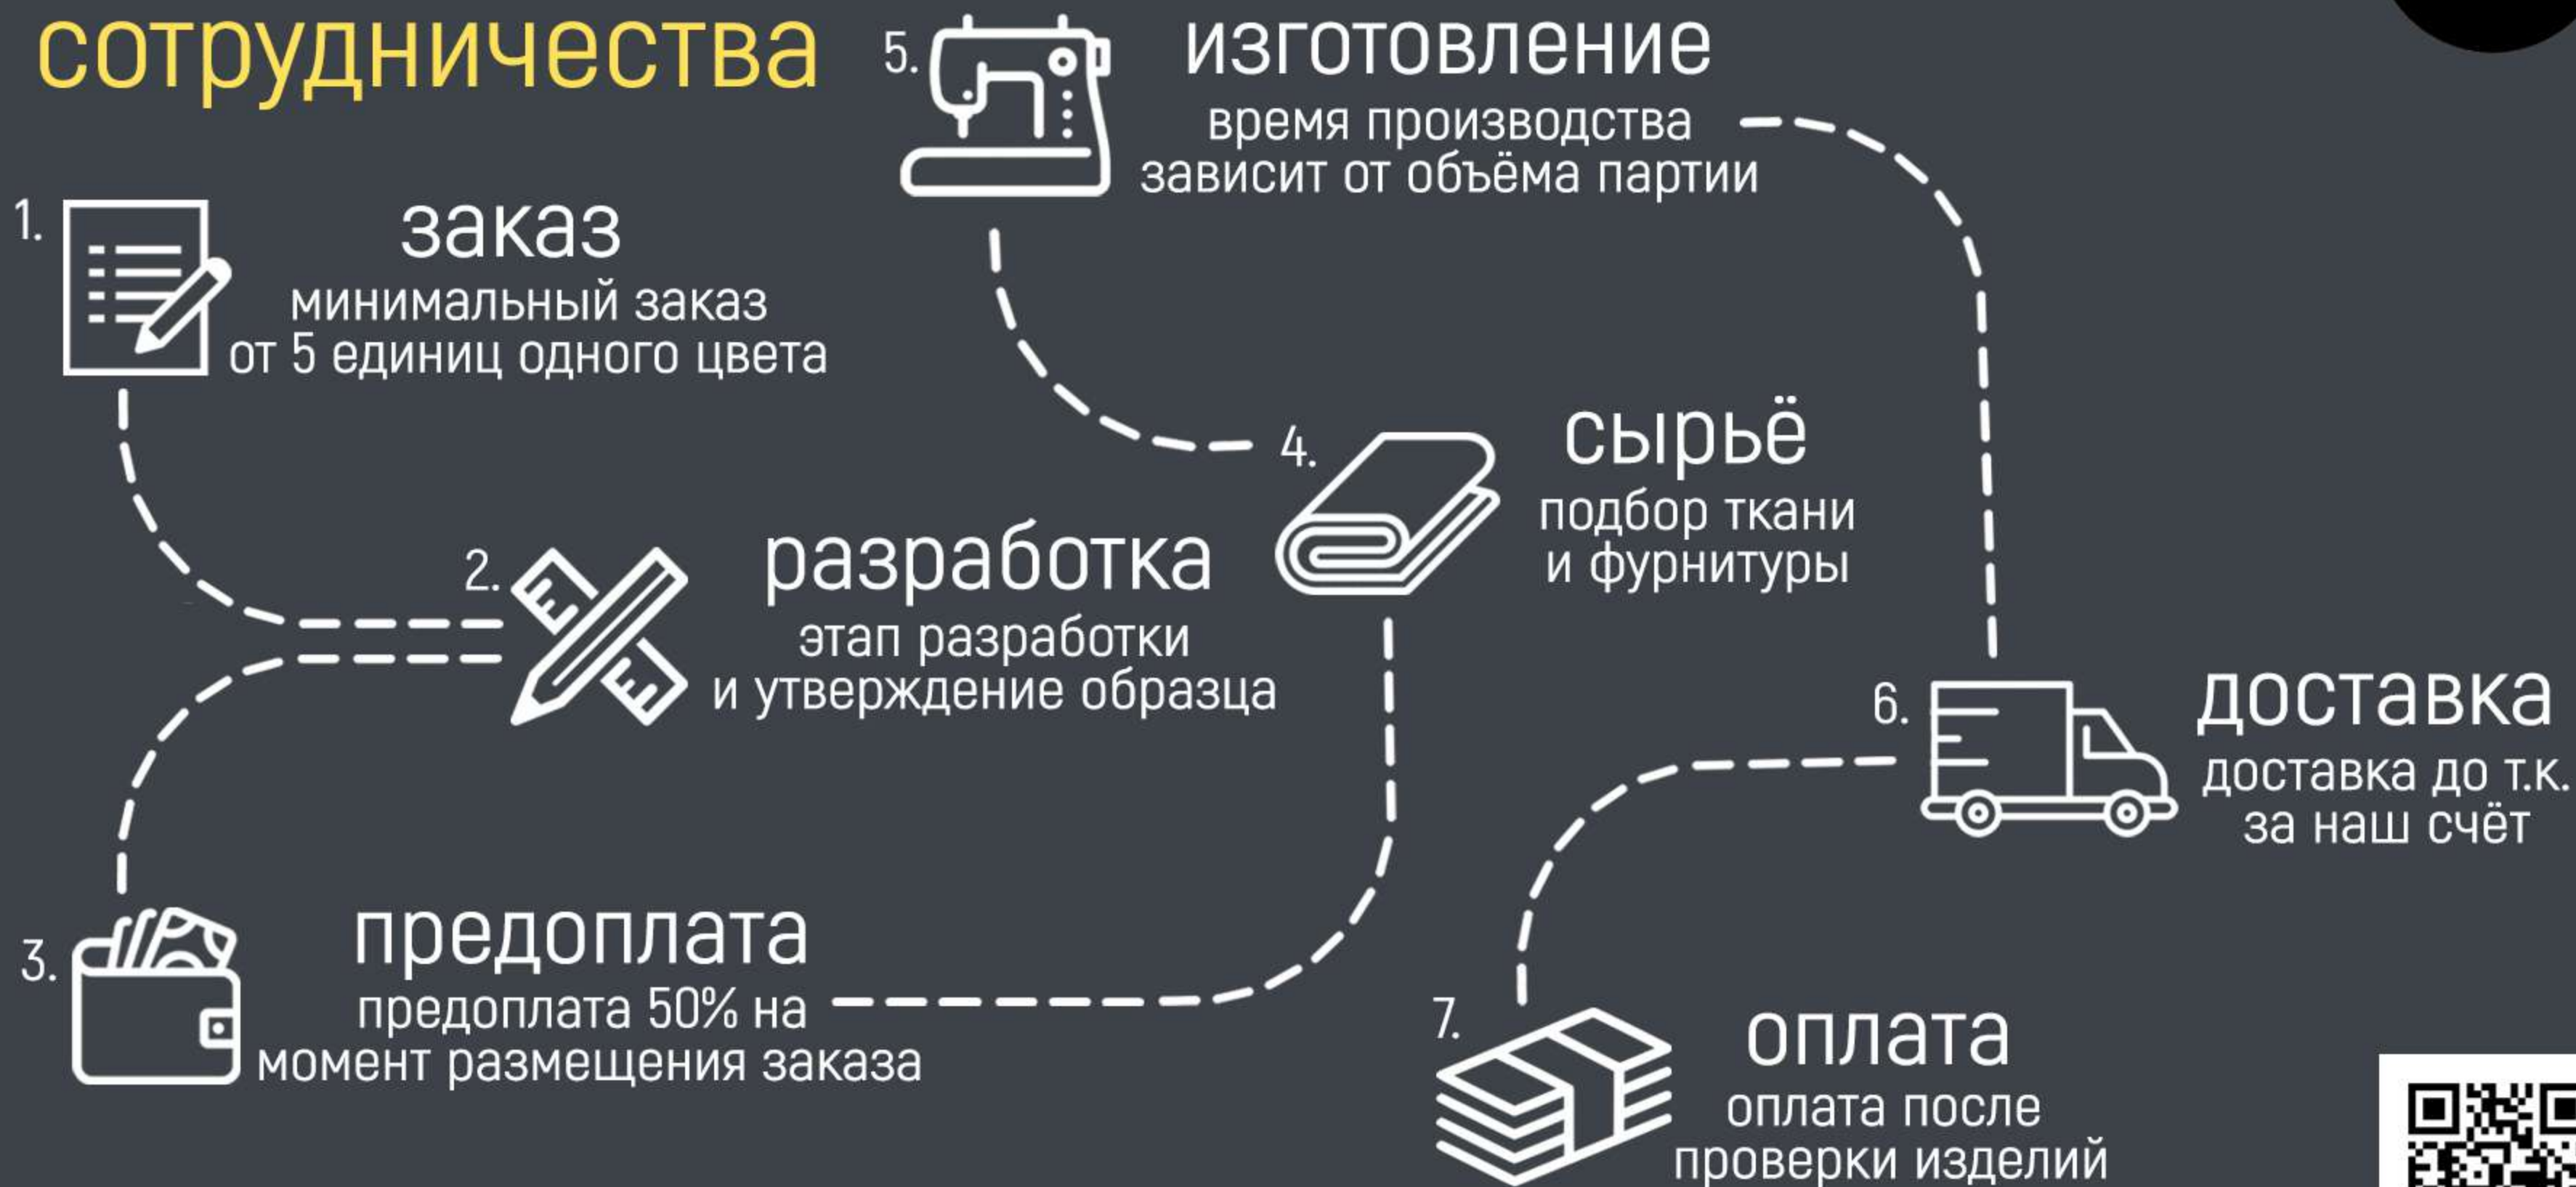 сотрудничества
1.
заказ
минимальный заказ
от 5 единиц одного цвета
2.
разработка
этап разработки
и утверждение образца
3.
предоплата
предоплата 50% на
момент размещения заказа
4.
сырьё
подбор ткани
и фурнитуры
5.
изготовление
время производства
зависит от объёма партии
6.
доставка
доставка до т.к.
за наш счёт
7.
оплата
оплата после
проверки изделий